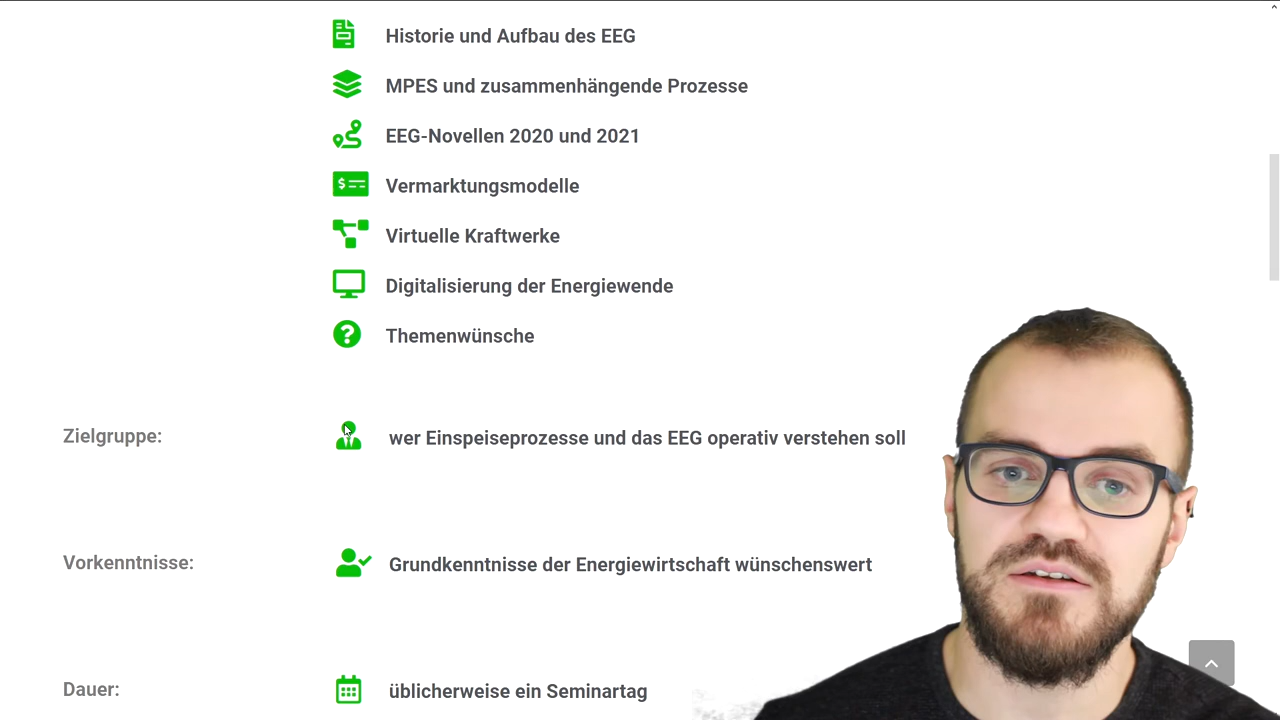 Historie und Aufbau des EEG
MPES und zusammenhängende Prozesse
EEG-Novellen 2020 und 2021
Vermarktungsmodelle
Virtuelle Kraftwerke
Digitalisierung der Energiewende
Themenwünsche
Zielgruppe: wer Einspeiseprozesse und das EEG operativ verstehen soll
Vorkenntnisse: Grundkenntnisse der Energiewirtschaft wünschenswert
Dauer: üblicherweise ein Seminartag